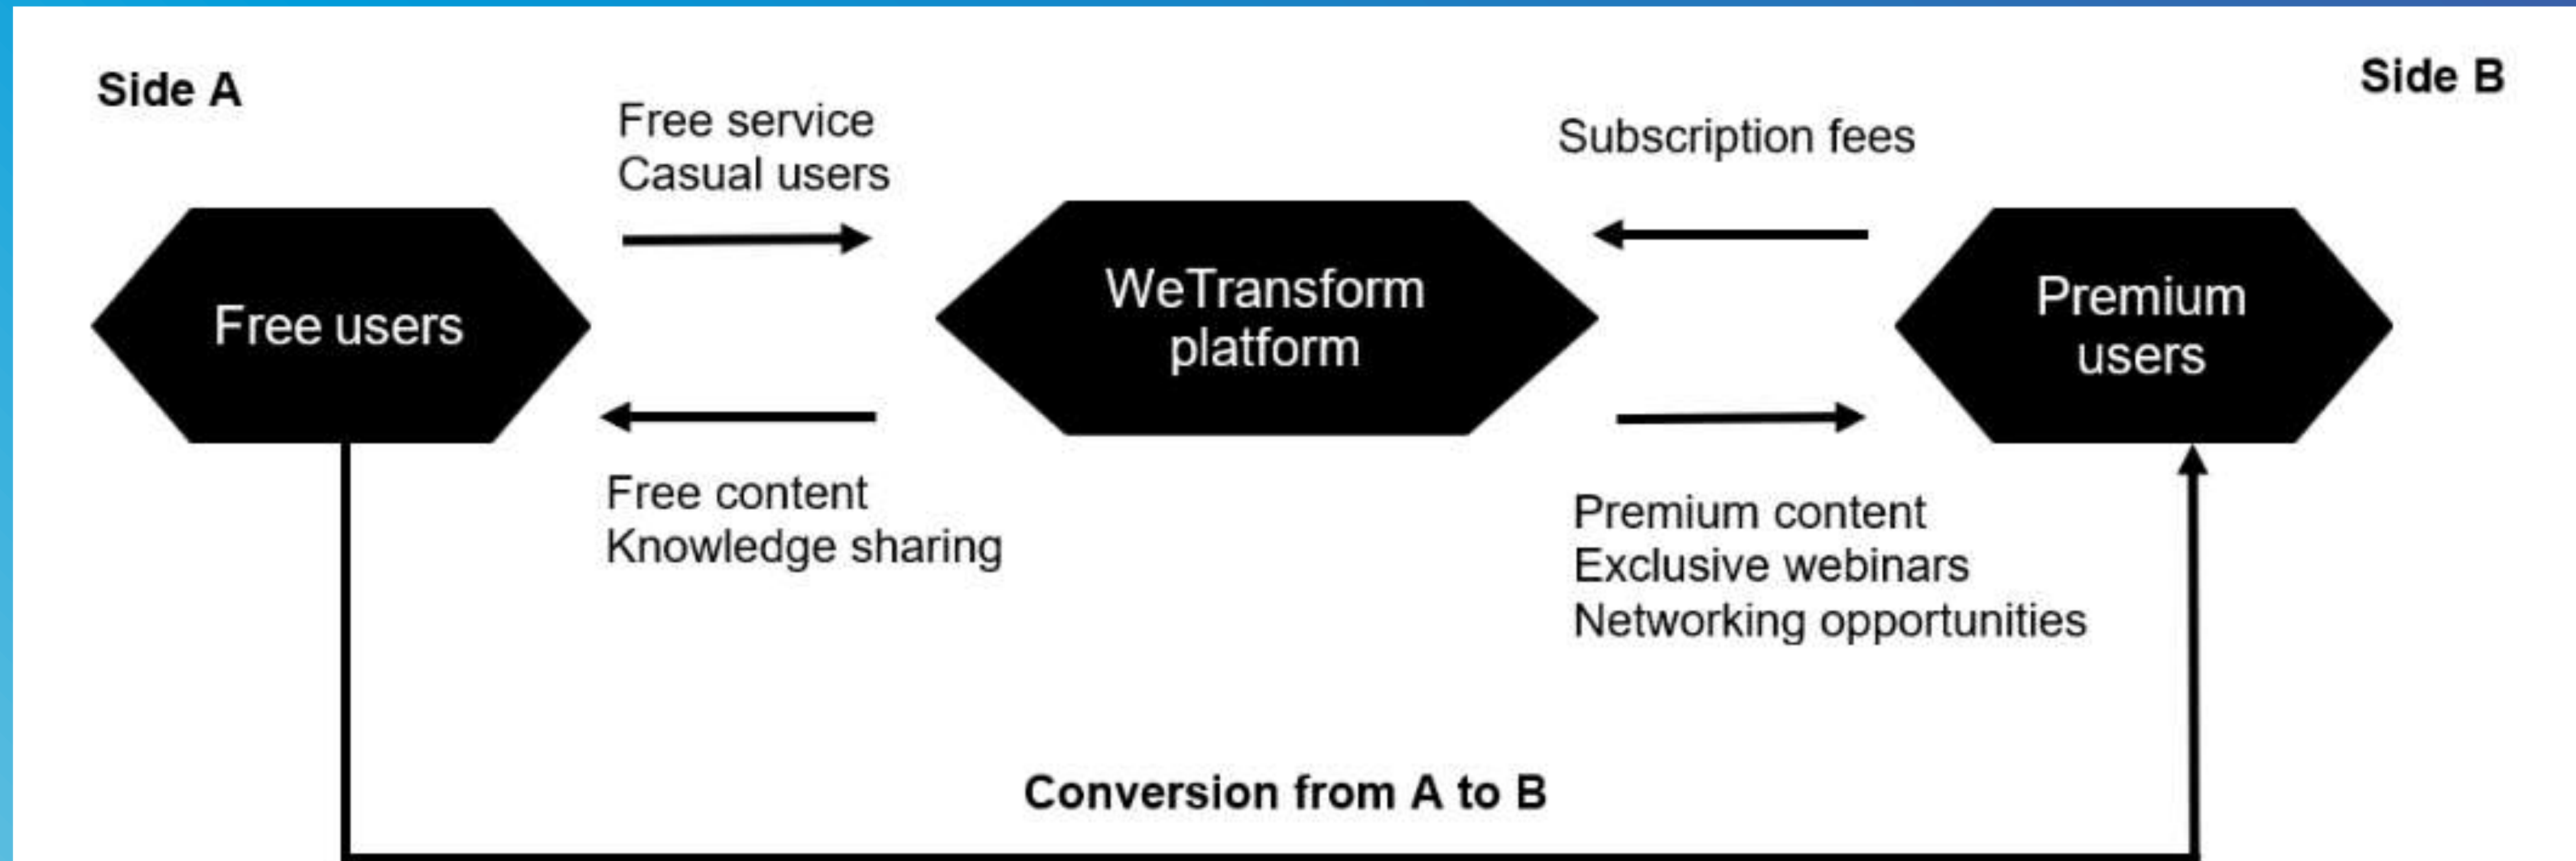 Side A
Side B
Free service
Casual users
Subscription fees
Free users
WeTransform
platform
Premium
users
Free content
Knowledge sharing
Premium content
Exclusive webinars
Networking opportunities
Conversion from A to B